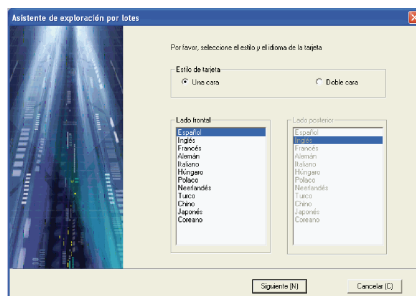 Asistente de exploración por lotes
Por favor, seleccione el estilo y el idioma de la tarjeta
Estilo de tarjeta
Una cara
Doble cara
Lado frontal
Español
Inglés
Francés
Alemán
Italiano
Húngaro
Polaco
Neerlandés
Turco
Chino
Japonés
Coreano
Lado posterior
Español
Inglés
Francés
Alemán
Italiano
Húngaro
Polaco
Neerlandés
Turco
Chino
Japonés
Coreano
Siguiente (N)
Cancelar (C)